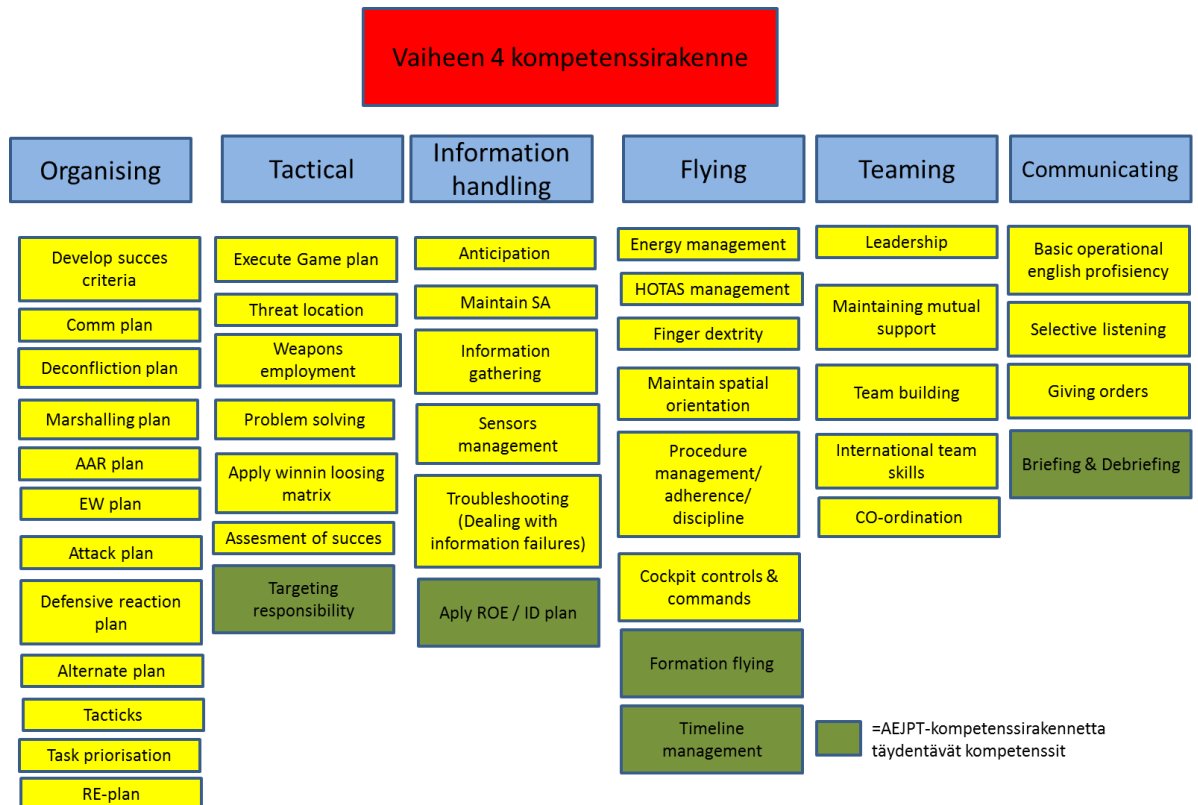 Vaiheen 4 kompetenssirakenne
Organising
Develop succes
criteria
Comm plan
Deconfliction plan
Marshalling plan
AAR plan
EW plan
Attack plan
Defensive reaction
plan
Alternate plan
Tacticks
Task priorisation
RE-plan
Tactical
Execute Game plan
Threat location
Weapons
employment
Problem solving
Apply winnin loosing
matrix
Assesment of succes
Targeting
responsibility
Information
handling
Anticipation
Maintain SA
Information
gathering
Sensors
management
Troubleshooting
(Dealing with
information failures)
Aply ROE / ID plan
Flying
Energy management
HOTAS management
Finger dextrity
Maintain spatial
orientation
Procedure
management/
adherence/
discipline
Cockpit controls &
commands
Formation flying
Timeline
management
Teaming
Leadership
Maintaining mutual
support
Team building
International team
skills
CO-ordination
Communicating
Basic operational
english profisiency
Selective listening
Giving orders
Briefing & Debriefing
=AEJPT-kompetenssirakennetta
täydentävät kompetenssit